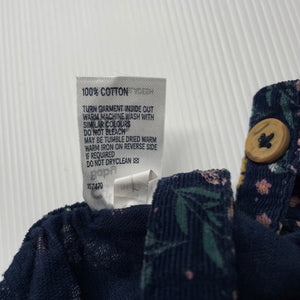 100% COTTON
TURN GARMENT INSIDE OUT
WARM MACHINE WASH WITH
SIMILAR COLOURS
DO NOT BLEACH
MAY BE TUMBLE DRIED WARM
WARM IRON ON REVERSE SIDE
IF REQUIRED
DO NOT DRYCLEAN